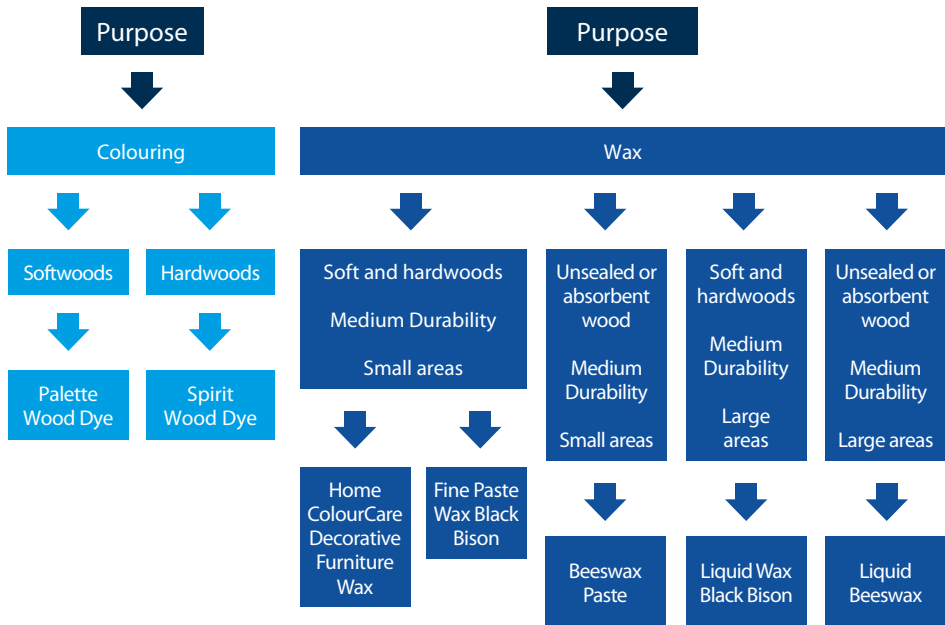 Purpose
Purpose
Colouring
Wax
Softwoods
Hardwoods
Palette
Wood Dye
Spirit
Wood Dye
Soft and hardwoods
Medium Durability
Small areas
Unsealed or
absorbent
wood
Medium
Durability
Small areas
Soft and
hardwoods
Medium
Durability
Large
areas
Unsealed or
absorbent
wood
Medium
Durability
Large areas
Home
ColourCare
Decorative
Furniture
Wax
Fine Paste
Wax Black
Bison
Beeswax
Paste
Liquid Wax
Black Bison
Liquid
Beeswax